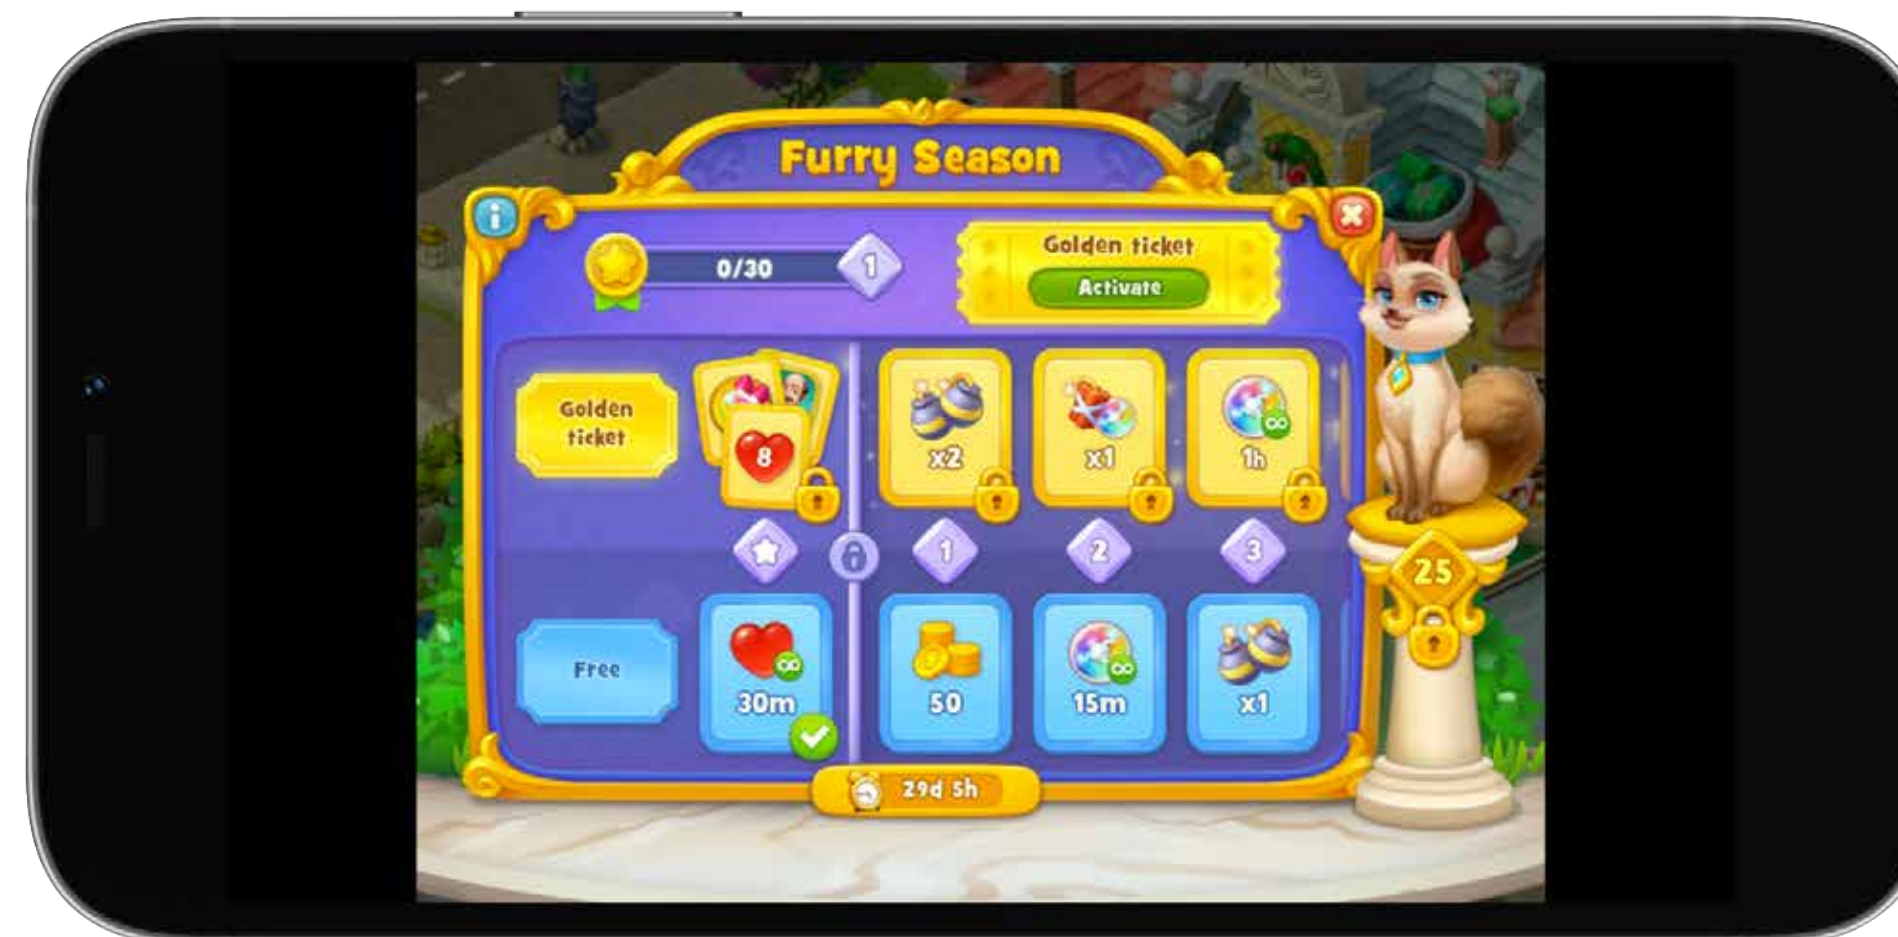 Furry Season
i
0/30
1
Golden ticket
Activate
Golden
ticket
8
x2
x1
1h
1
2
3
25
Free
30m
50
15m
x1
29d 5h